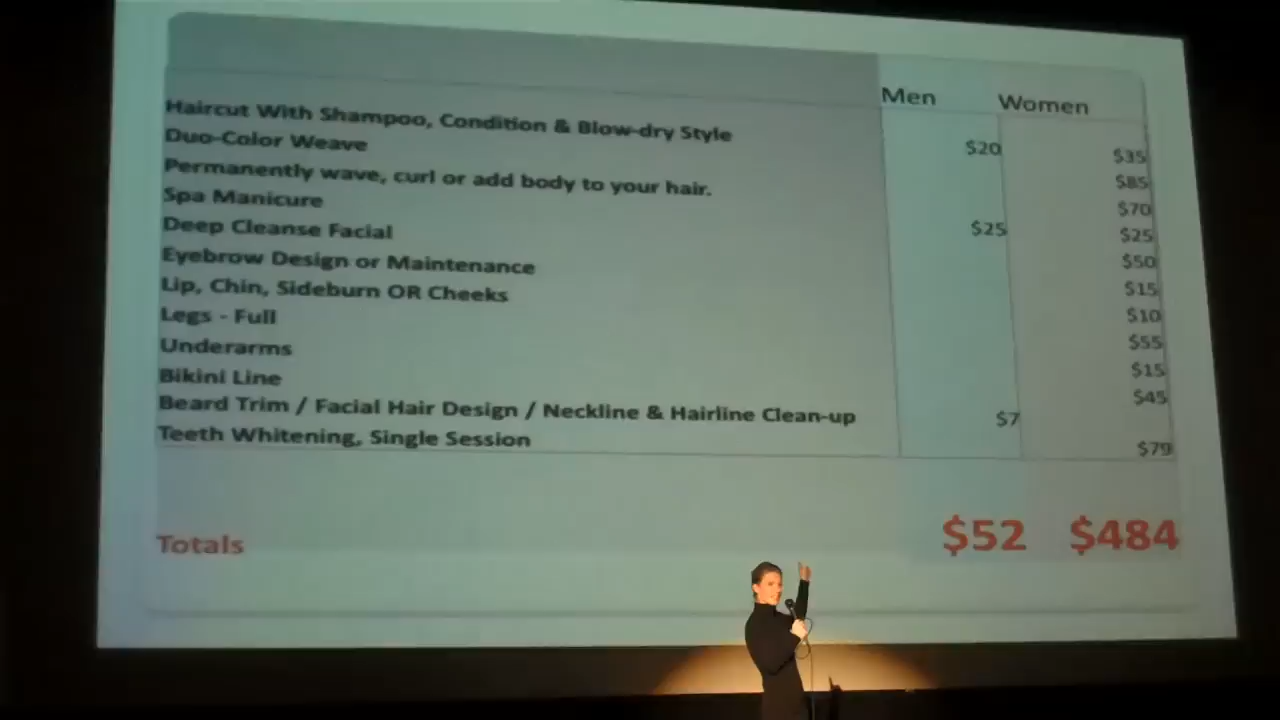 Men Women
Haircut With Shampoo, Condition & Blow-dry Style $20 $35
Duo-Color Weave $85
Permanently wave, curl or add body to your hair. $70
Spa Manicure $25 $25
Deep Cleanse Facial $50
Eyebrow Design or Maintenance $15
Lip, Chin, Sideburn OR Cheeks $10
Legs - Full $55
Underarms $15
Bikini Line $45
Beard Trim / Facial Hair Design / Neckline & Hairline Clean-up $7
Teeth Whitening, Single Session $79
Totals $52 $484